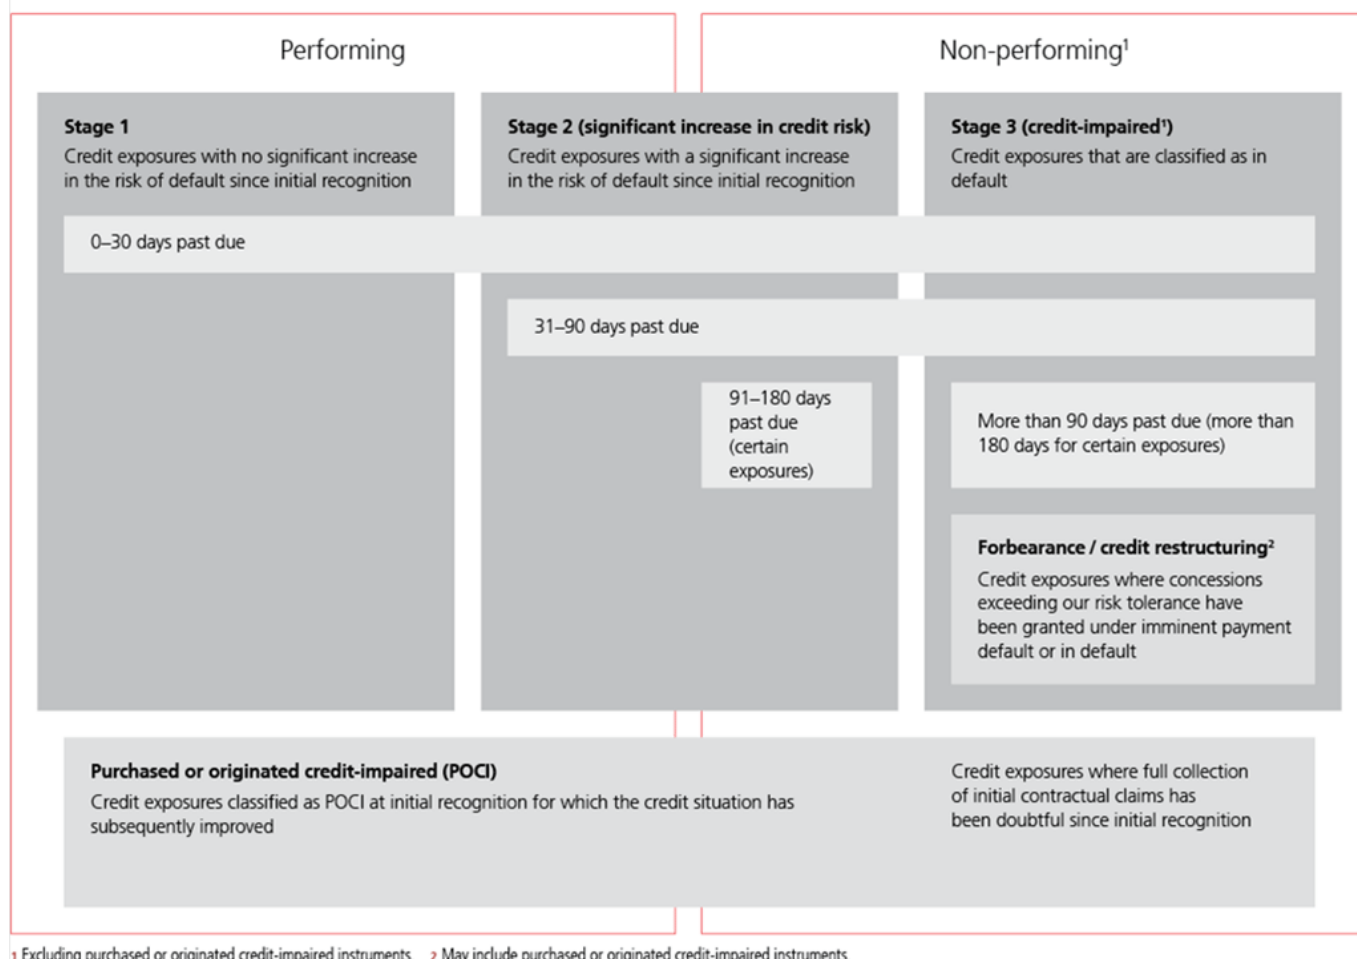 Performing
Non-performing¹
Stage 1
Credit exposures with no significant increase
in the risk of default since initial recognition
Stage 2 (significant increase in credit risk)
Credit exposures with a significant increase
in the risk of default since initial recognition
Stage 3 (credit-impaired¹)
Credit exposures that are classified as in
default
0–30 days past due
31–90 days past due
91–180 days
past due
(certain
exposures)
More than 90 days past due (more than
180 days for certain exposures)
Forbearance / credit restructuring²
Credit exposures where concessions
exceeding our risk tolerance have
been granted under imminent payment
default or in default
Purchased or originated credit-impaired (POCI)
Credit exposures classified as POCI at initial recognition for which the credit situation has
subsequently improved
Credit exposures where full collection
of initial contractual claims has
been doubtful since initial recognition
1 Excluding purchased or originated credit-impaired instruments. 2 May include purchased or originated credit-impaired instruments.